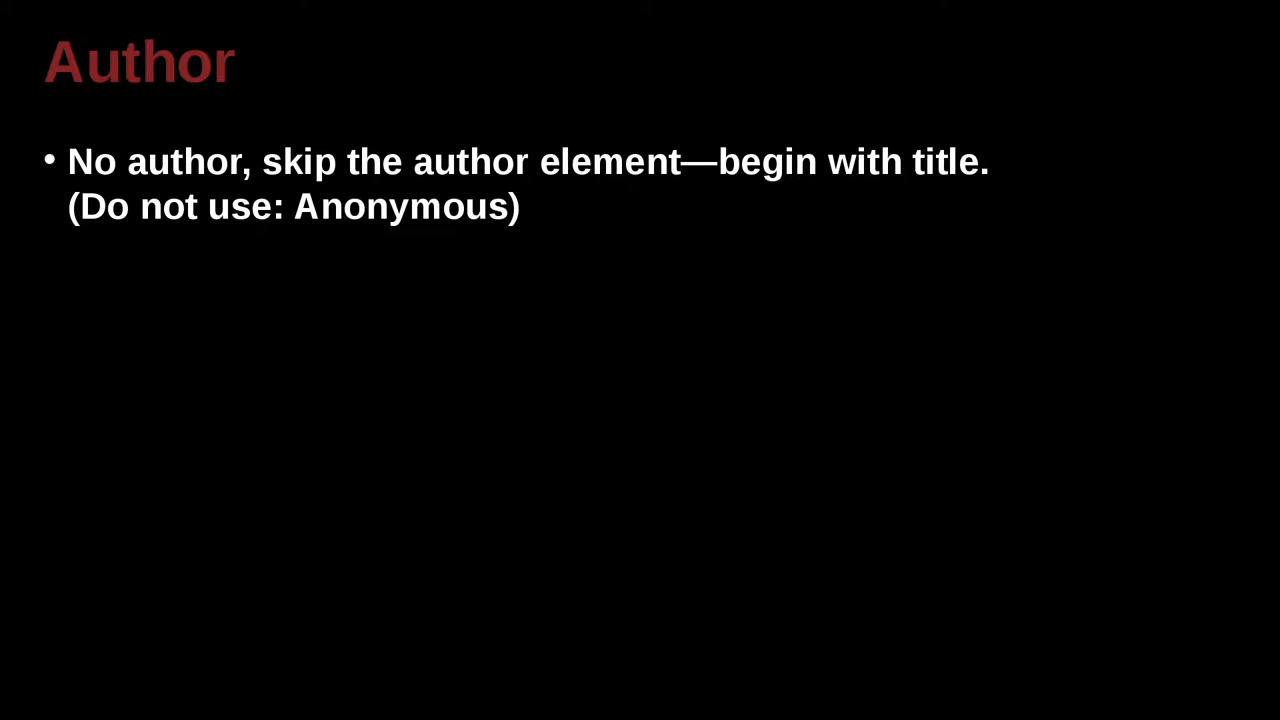 Author
• No author, skip the author element—begin with title.
(Do not use: Anonymous)